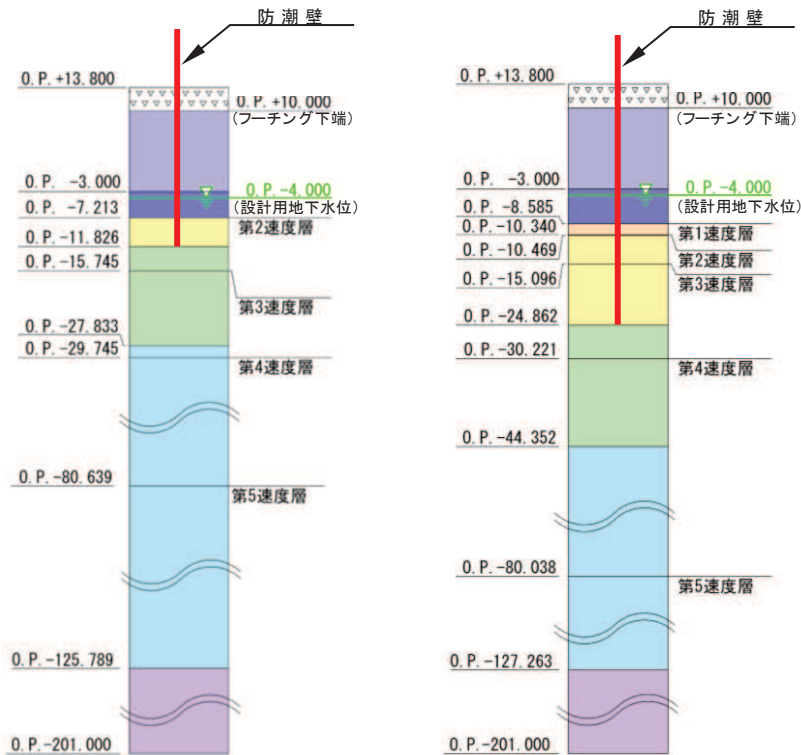 防潮壁
O.P. +13.800
O.P. +10.000
(フーチング下端)
O.P. -3.000
O.P. -4.000
(設計用地下水位)
O.P. -7.213
第2速度層
O.P. -11.826
O.P. -15.745
第3速度層
O.P. -27.833
O.P. -29.745
第4速度層
O.P. -80.639
第5速度層
O.P. -125.789
O.P. -201.000
防潮壁
O.P. +13.800
O.P. +10.000
(フーチング下端)
O.P. -3.000
O.P. -4.000
(設計用地下水位)
O.P. -8.585
O.P. -10.340
第1速度層
O.P. -10.469
第2速度層
O.P. -15.096
第3速度層
O.P. -24.862
O.P. -30.221
第4速度層
O.P. -44.352
O.P. -80.038
第5速度層
O.P. -127.263
O.P. -201.000